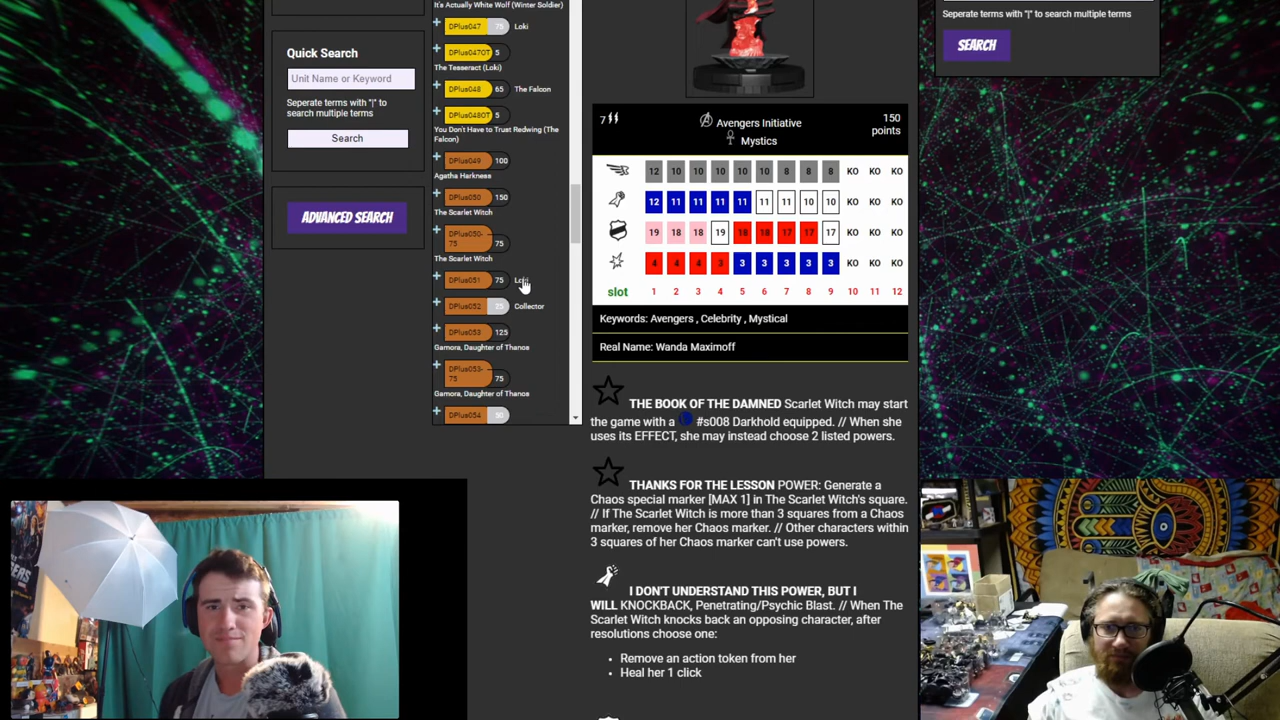 It's Actually White Wolf (Winter Soldier)
DPlus047 75 Loki
DPlus047OT 5
The Tesseract (Loki)
DPlus048 65 The Falcon
DPlus048OT 5
You Don't Have to Trust Redwing (The
Falcon)
DPlus049 100
Agatha Harkness
DPlus050 150
The Scarlet Witch
DPlus050-
75 75
The Scarlet Witch
DPlus051 75 Loki
DPlus052 25 Collector
DPlus053 125
Gamora, Daughter of Thanos
DPlus053-
75 75
Gamora, Daughter of Thanos
DPlus054 50
Quick Search
Unit Name or Keyword
Seperate terms with "|" to
search multiple terms
Search
ADVANCED SEARCH
7
Avengers Initiative
Mystics
150
points
12 10 10 10 10 10 8 8 8 KO KO KO
12 11 11 11 11 11 11 10 10 KO KO KO
19 18 18 19 18 18 17 17 17 KO KO KO
4 4 4 3 3 3 3 3 3 KO KO KO
slot 1 2 3 4 5 6 7 8 9 10 11 12
Keywords: Avengers , Celebrity , Mystical
Real Name: Wanda Maximoff
THE BOOK OF THE DAMNED Scarlet Witch may start
the game with a #s008 Darkhold equipped. // When she
uses its EFFECT, she may instead choose 2 listed powers.
THANKS FOR THE LESSON POWER: Generate a
Chaos special marker [MAX 1] in The Scarlet Witch's square.
// If The Scarlet Witch is more than 3 squares from a Chaos
marker, remove her Chaos marker. // Other characters within
3 squares of her Chaos marker can't use powers.
I DON'T UNDERSTAND THIS POWER, BUT I
WILL KNOCKBACK, Penetrating/Psychic Blast. // When The
Scarlet Witch knocks back an opposing character, after
resolutions choose one:
• Remove an action token from her
• Heal her 1 click
Seperate terms with "|" to search multiple terms
SEARCH